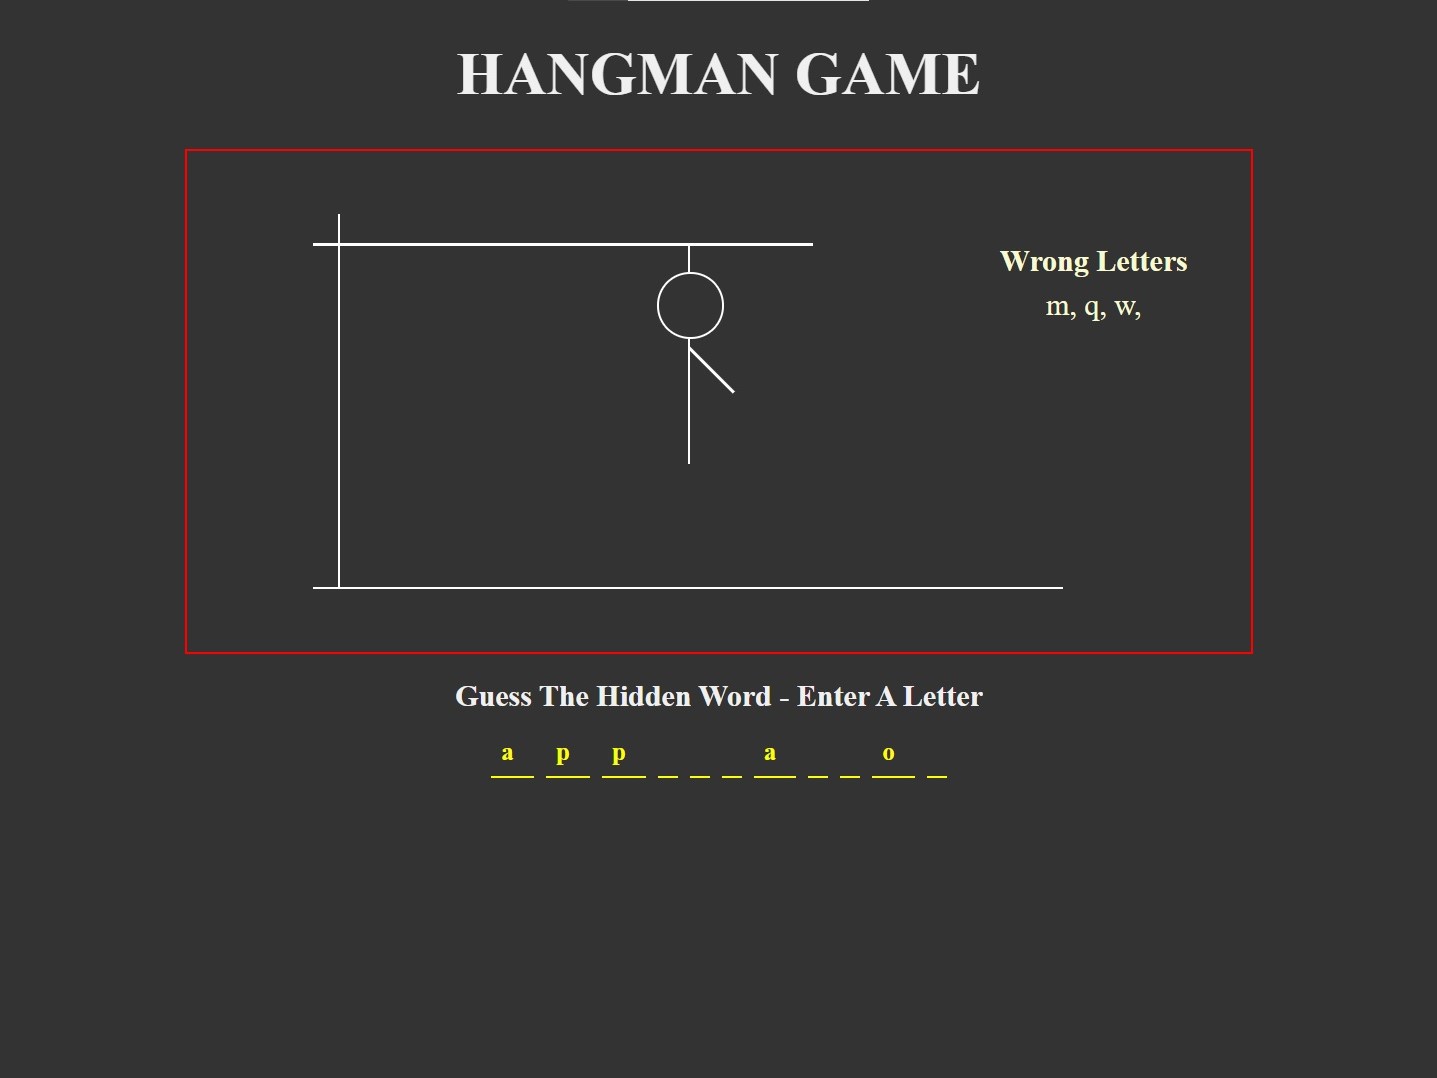 HANGMAN GAME
Wrong Letters
m, q, w,
Guess The Hidden Word - Enter A Letter
a p p _ _ _ a _ _ o _